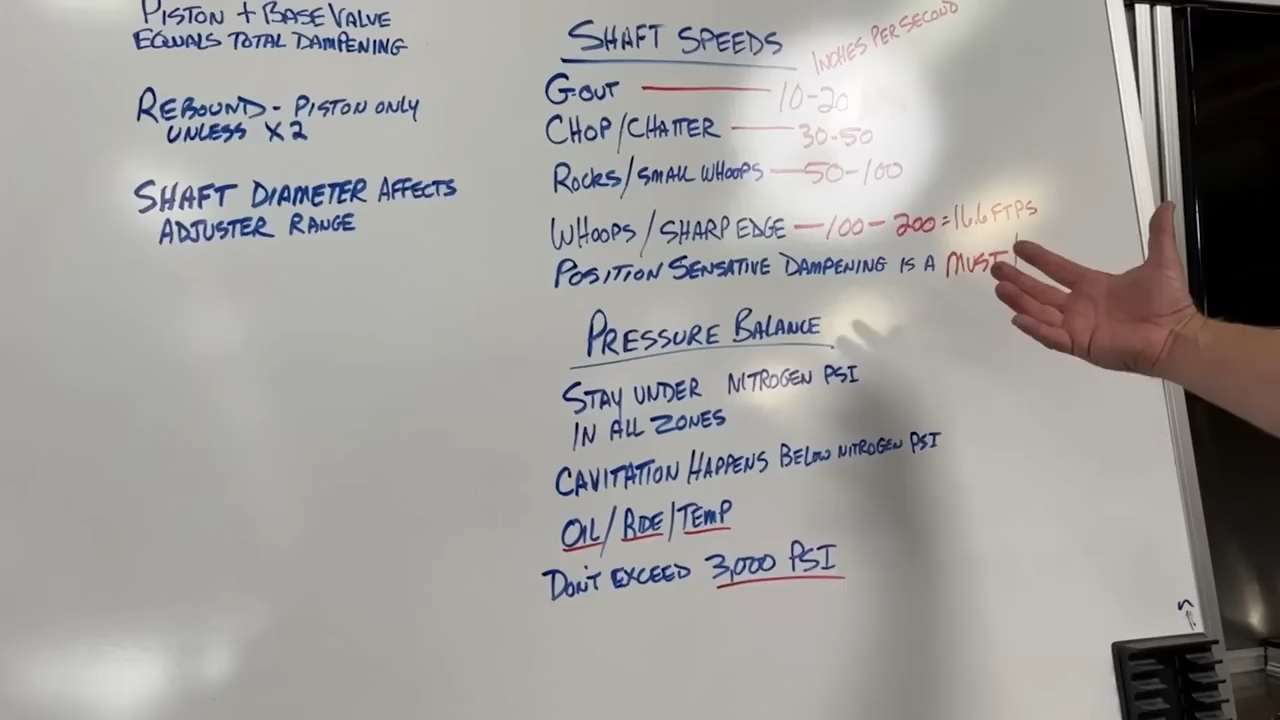 PISTON + BASE VALVE
EQUALS TOTAL DAMPENING
REBOUND - PISTON ONLY
UNLESS X2
SHAFT DIAMETER AFFECTS
ADJUSTER RANGE
SHAFT SPEEDS
INCHES PER SECOND
G-OUT — 10-20
CHOP/CHATTER — 30-50
ROCKS/SMALL WHOOPS — 50-100
WHOOPS/SHARP EDGE — 100-200 = 16.6 FTPS
POSITION SENSATIVE DAMPENING IS A MUST!
PRESSURE BALANCE
STAY UNDER NITROGEN PSI
IN ALL ZONES
CAVITATION HAPPENS BELOW NITROGEN PSI
OIL/RIDE/TEMP
DON'T EXCEED 3,000 PSI